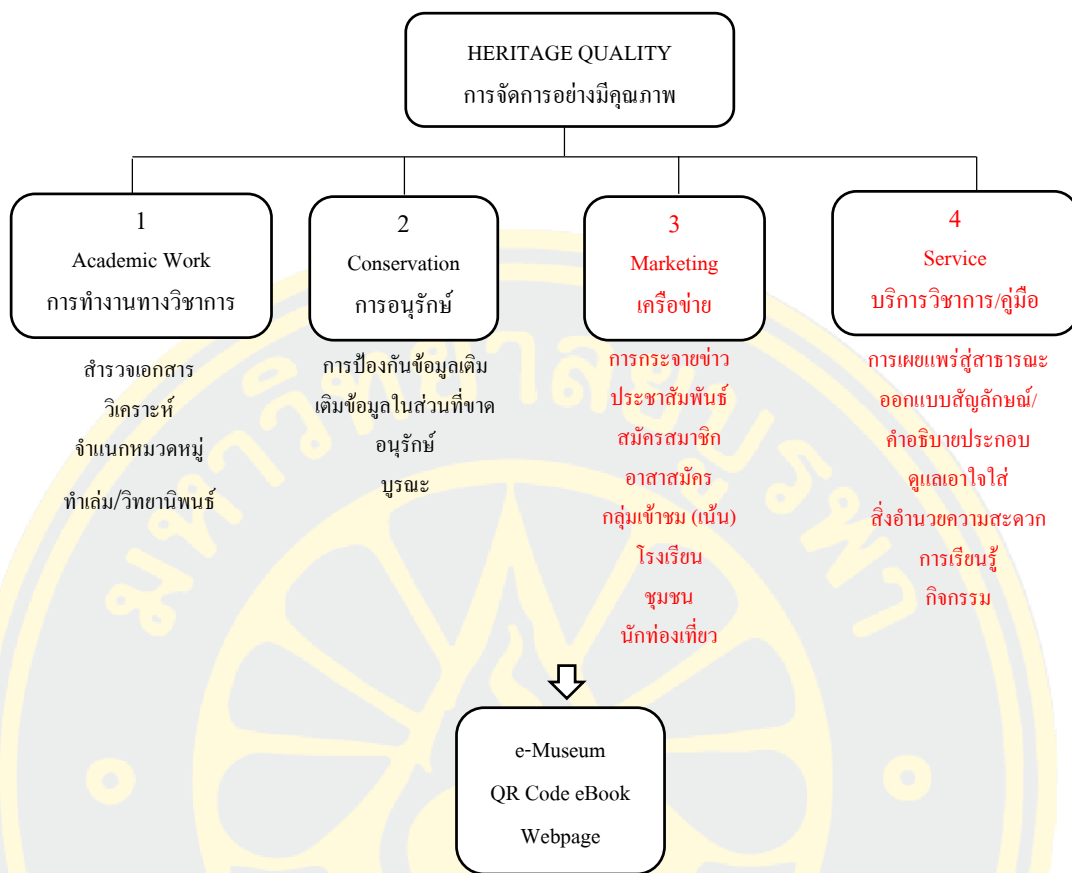 HERITAGE QUALITY
การจัดการอย่างมีคุณภาพ
1
Academic Work
การทำงานทางวิชาการ
สำรวจเอกสาร
วิเคราะห์
จำแนกหมวดหมู่
ทำเล่ม/วิทยานิพนธ์
2
Conservation
การอนุรักษ์
การป้องกันข้อมูลเดิม
เติมข้อมูลในส่วนที่ขาด
อนุรักษ์
บูรณะ
3
Marketing
เครือข่าย
การกระจายข่าว
ประชาสัมพันธ์
สมัครสมาชิก
อาสาสมัคร
กลุ่มเข้าชม (เน้น)
โรงเรียน
ชุมชน
นักท่องเที่ยว
4
Service
บริการวิชาการ/คู่มือ
การเผยแพร่สู่สาธารณะ
ออกแบบสัญลักษณ์/
คำอธิบายประกอบ
ดูแลเอาใจใส่
สิ่งอำนวยความสะดวก
การเรียนรู้
กิจกรรม
e-Museum
QR Code eBook
Webpage
มหาวิทยาลัยบูรพา